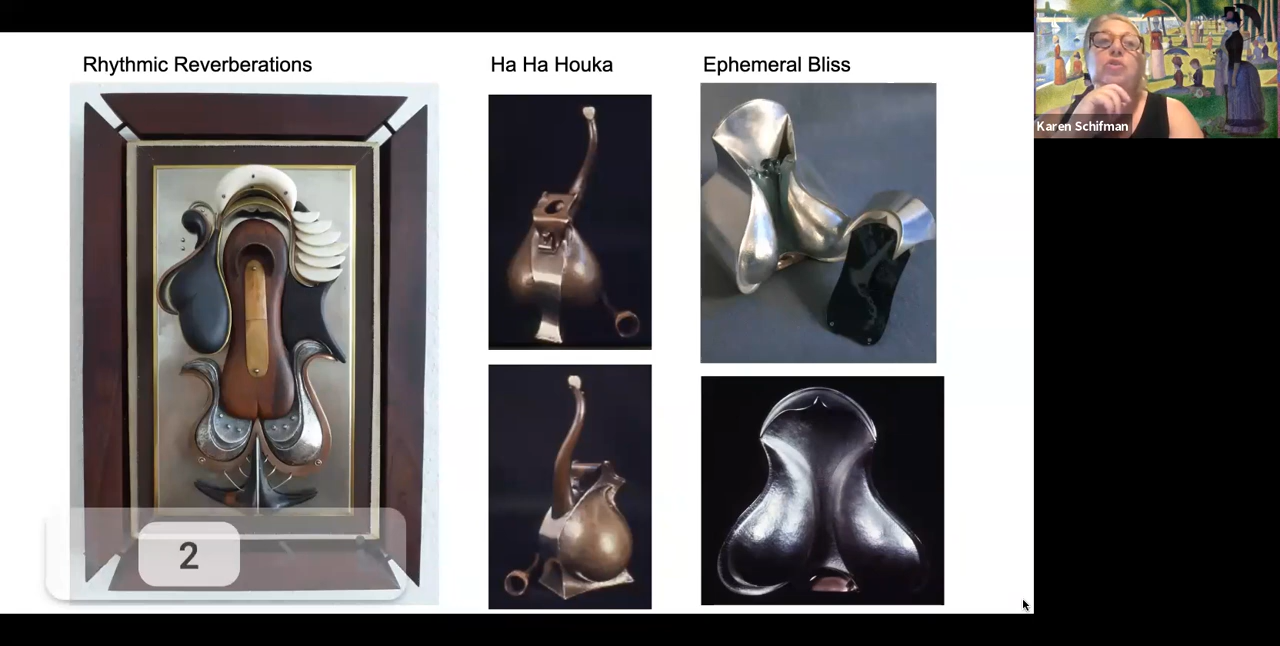 Rhythmic Reverberations
Ha Ha Houka
Ephemeral Bliss
Karen Schifman
2